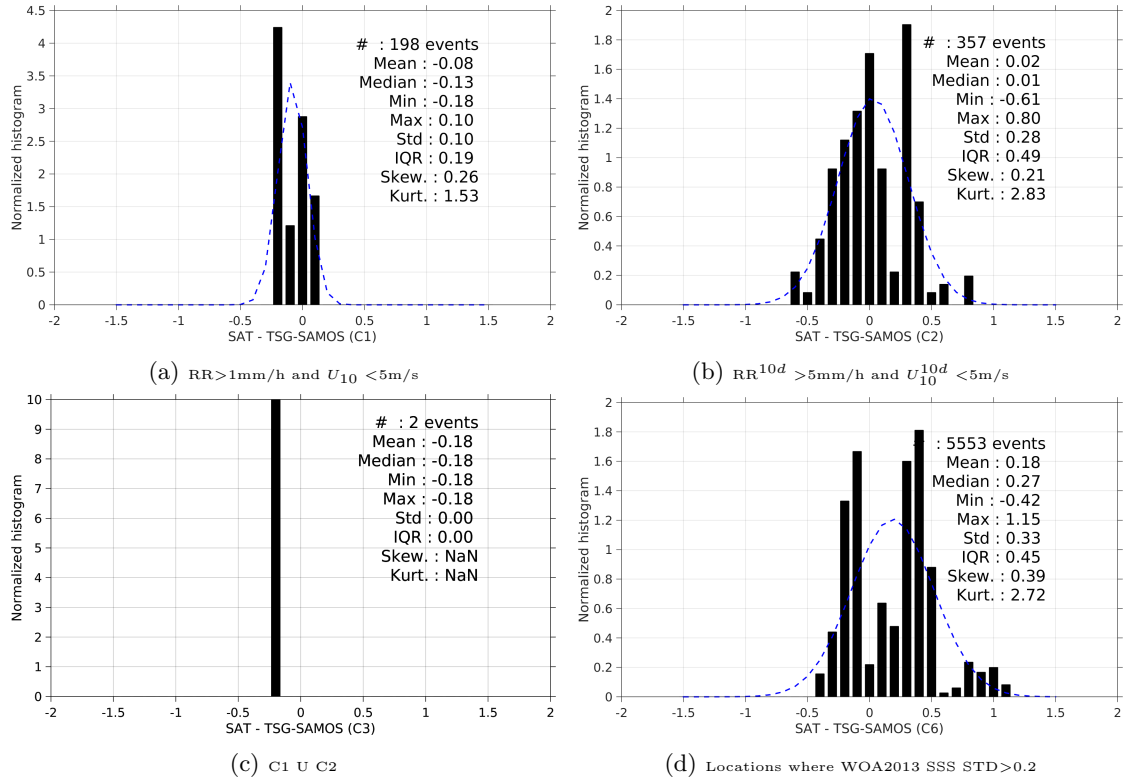 4.5
4
3.5
3
2.5
2
1.5
1
0.5
0
Normalized histogram
# : 198 events
Mean : -0.08
Median : -0.13
Min : -0.18
Max : 0.10
Std : 0.10
IQR : 0.19
Skew. : 0.26
Kurt. : 1.53
-2 -1.5 -1 -0.5 0 0.5 1 1.5 2
SAT - TSG-SAMOS (C1)
(a) RR>1mm/h and U10 <5m/s
2
1.8
1.6
1.4
1.2
1
0.8
0.6
0.4
0.2
0
Normalized histogram
# : 357 events
Mean : 0.02
Median : 0.01
Min : -0.61
Max : 0.80
Std : 0.28
IQR : 0.49
Skew. : 0.21
Kurt. : 2.83
-2 -1.5 -1 -0.5 0 0.5 1 1.5 2
SAT - TSG-SAMOS (C2)
(b) RR10d >5mm/h and U10d10 <5m/s
10
9
8
7
6
5
4
3
2
1
0
Normalized histogram
# : 2 events
Mean : -0.18
Median : -0.18
Min : -0.18
Max : -0.18
Std : 0.00
IQR : 0.00
Skew. : NaN
Kurt. : NaN
-2 -1.5 -1 -0.5 0 0.5 1 1.5 2
SAT - TSG-SAMOS (C3)
(c) C1 U C2
2
1.8
1.6
1.4
1.2
1
0.8
0.6
0.4
0.2
0
Normalized histogram
: 5553 events
Mean : 0.18
Median : 0.27
Min : -0.42
Max : 1.15
Std : 0.33
IQR : 0.45
Skew. : 0.39
Kurt. : 2.72
-2 -1.5 -1 -0.5 0 0.5 1 1.5 2
SAT - TSG-SAMOS (C6)
(d) Locations where WOA2013 SSS STD>0.2